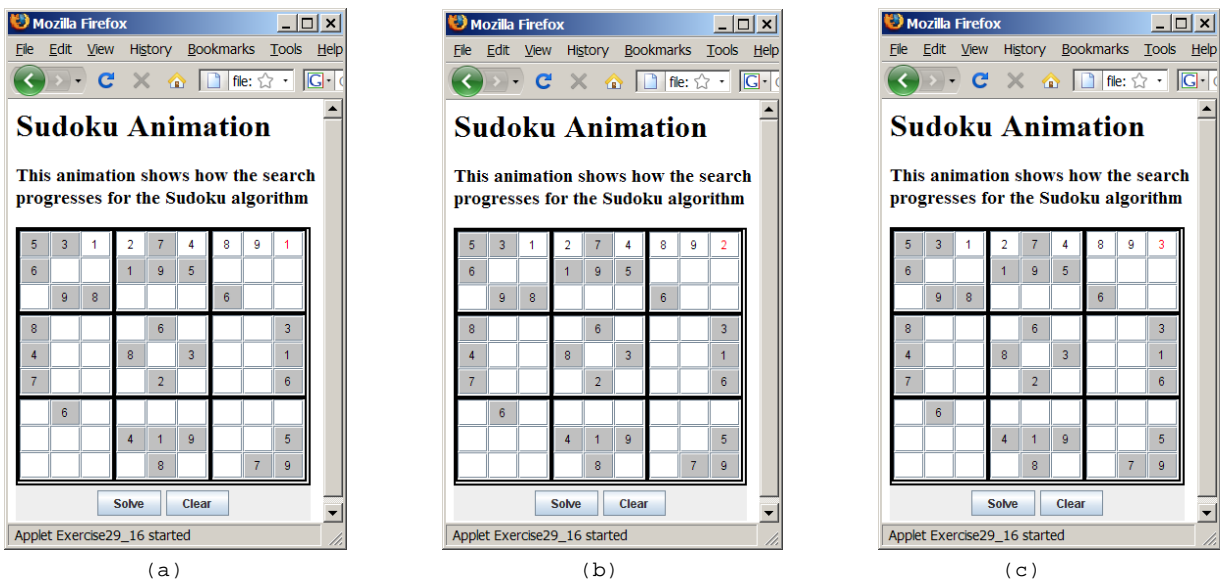 Mozilla Firefox
File Edit View History Bookmarks Tools Help
file:
G
Sudoku Animation
This animation shows how the search
progresses for the Sudoku algorithm
5 3 1 2 7 4 8 9 1
6 1 9 5
9 8 6
8 6 3
4 8 3 1
7 2 6
6
4 1 9 5
8 7 9
Solve Clear
Applet Exercise29_16 started
(a)
Mozilla Firefox
File Edit View History Bookmarks Tools Help
file:
G
Sudoku Animation
This animation shows how the search
progresses for the Sudoku algorithm
5 3 1 2 7 4 8 9 2
6 1 9 5
9 8 6
8 6 3
4 8 3 1
7 2 6
6
4 1 9 5
8 7 9
Solve Clear
Applet Exercise29_16 started
(b)
Mozilla Firefox
File Edit View History Bookmarks Tools Help
file:
G
Sudoku Animation
This animation shows how the search
progresses for the Sudoku algorithm
5 3 1 2 7 4 8 9 3
6 1 9 5
9 8 6
8 6 3
4 8 3 1
7 2 6
6
4 1 9 5
8 7 9
Solve Clear
Applet Exercise29_16 started
(c)